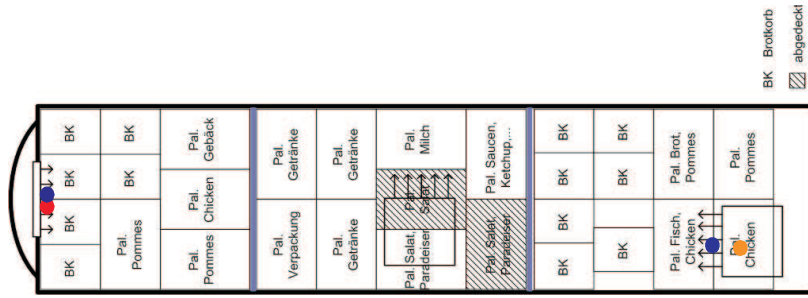 BK
BK
BK
BK
BK
BK
Pal.
Pommes
Pal.
Gebäck
Pal.
Chicken
Pal.
Pommes
Pal.
Getränke
Pal.
Verpackung
Pal.
Getränke
Pal.
Getränke
Pal.
Milch
Pal.
Salat
Pal. Salat,
Paradeiser
Pal. Saucen,
Ketchup,...
Pal. Salat,
Paradeiser
BK
BK
BK
BK
BK
BK
BK
Pal. Brot,
Pommes
Pal. Fisch,
Chicken
Pal.
Pommes
Pal.
Chicken
BK Brotkorb
abgedeckt